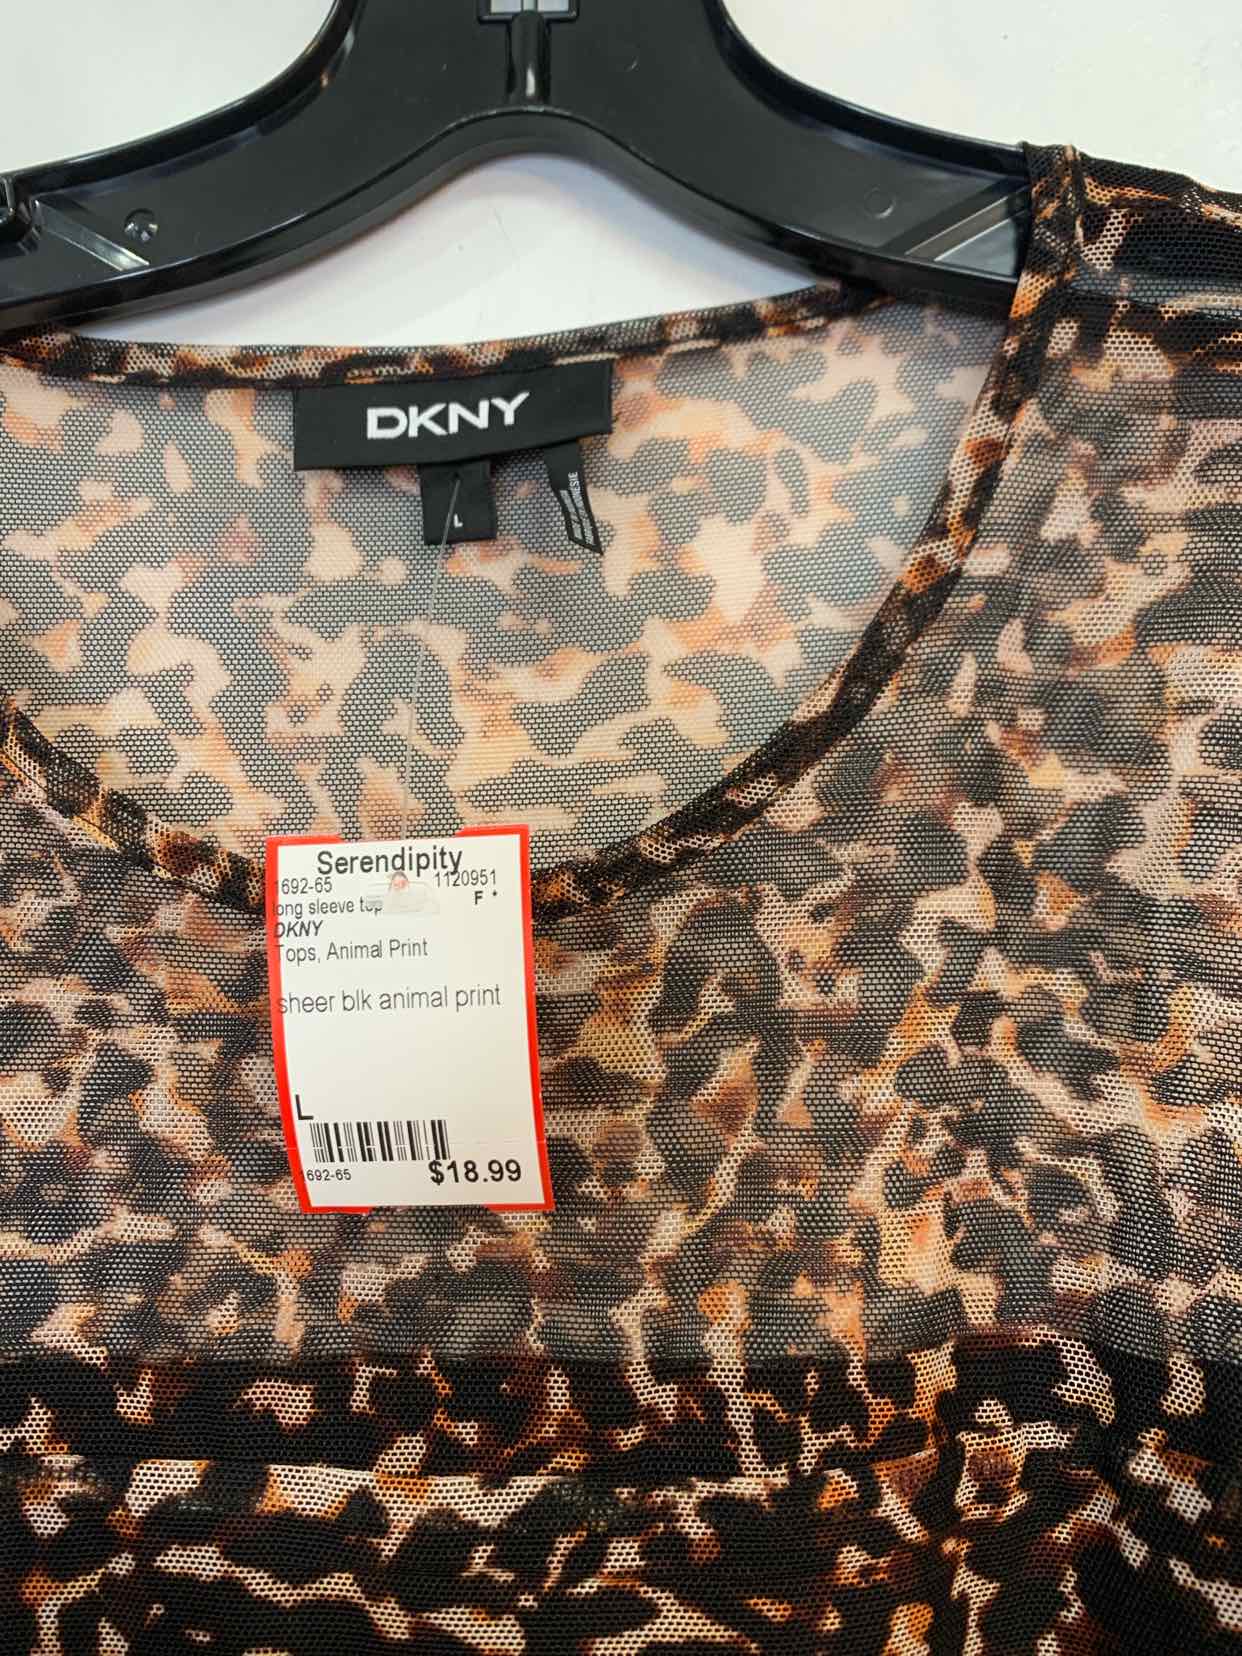 DKNY
L
Serendipity
1692-65 1120951
long sleeve top F *
DKNY
Tops, Animal Print
sheer blk animal print
L
1692-65 $18.99